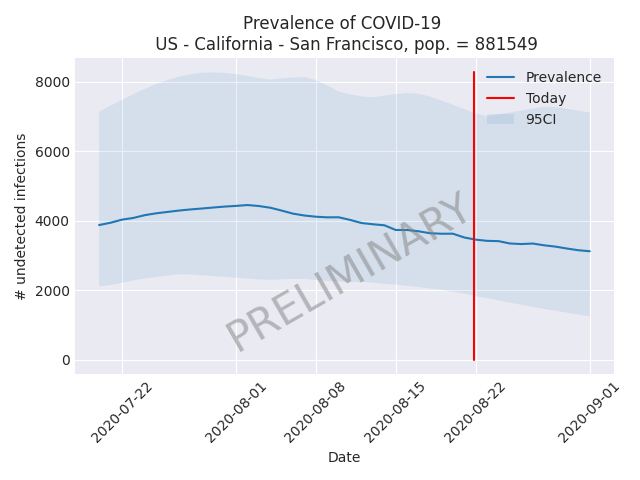 Prevalence of COVID-19
US - California - San Francisco, pop. = 881549
8000
6000
4000
2000
0
# undetected infections
Prevalence
Today
95CI
PRELIMINARY
2020-07-22
2020-08-01
2020-08-08
2020-08-15
2020-08-22
2020-09-01
Date